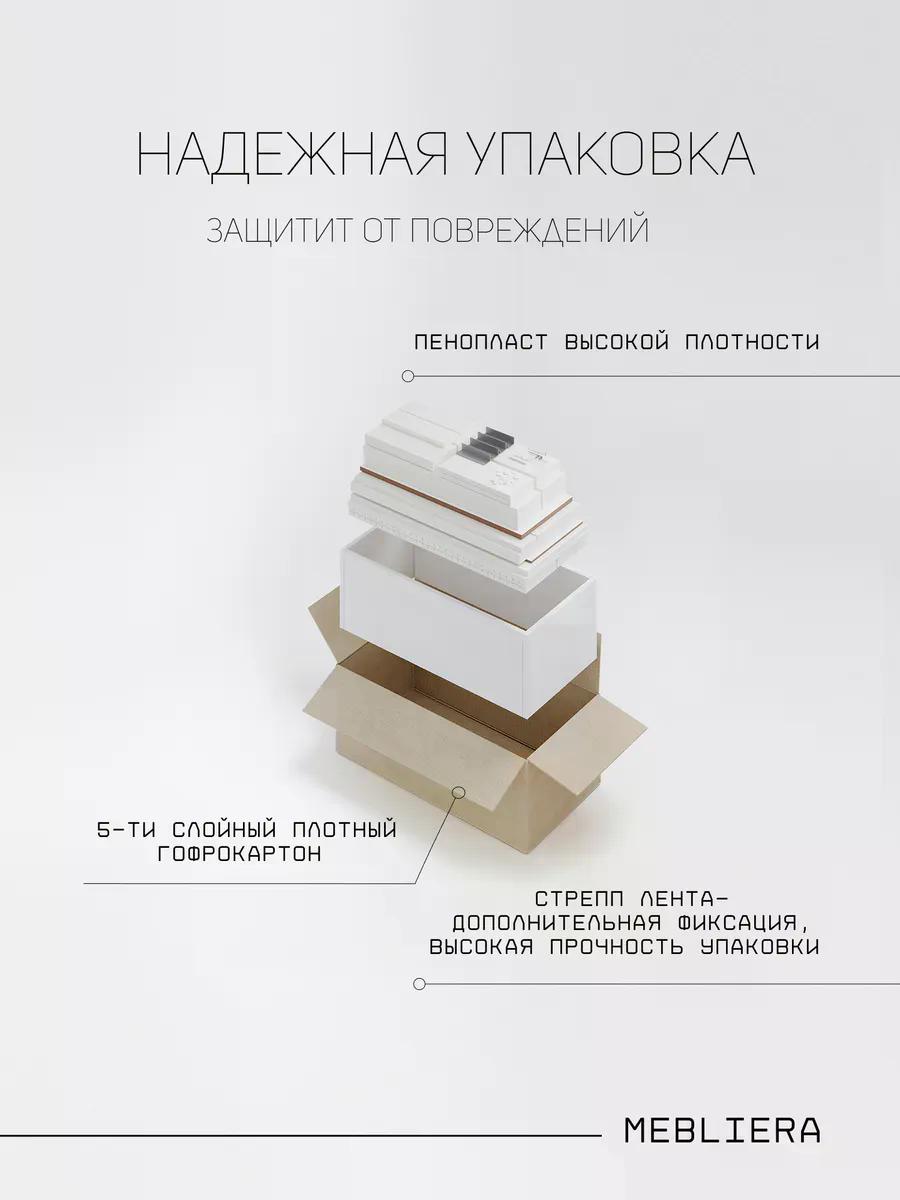 НАДЕЖНАЯ УПАКОВКА
ЗАЩИТИТ ОТ ПОВРЕЖДЕНИЙ
ПЕНОПЛАСТ ВЫСОКОЙ ПЛОТНОСТИ
5-ТИ СЛОЙНЫЙ ПЛОТНЫЙ
ГОФРОКАРТОН
СТРЕПП ЛЕНТА-
ДОПОЛНИТЕЛЬНАЯ ФИКСАЦИЯ,
ВЫСОКАЯ ПРОЧНОСТЬ УПАКОВКИ
MEBLIERA